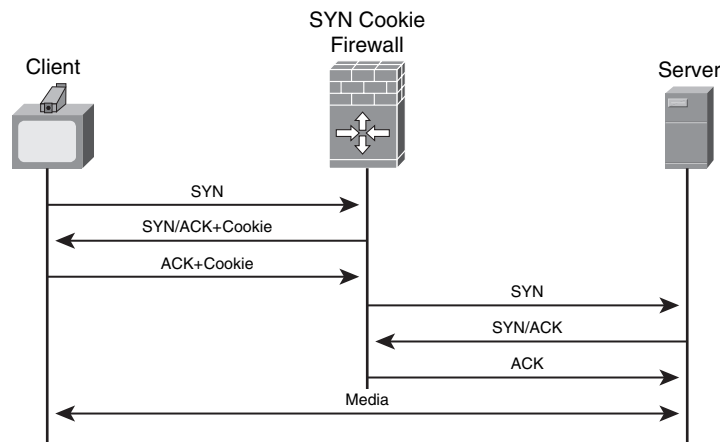 SYN Cookie
Firewall
Client
Server
SYN
SYN/ACK+Cookie
ACK+Cookie
SYN
SYN/ACK
ACK
Media